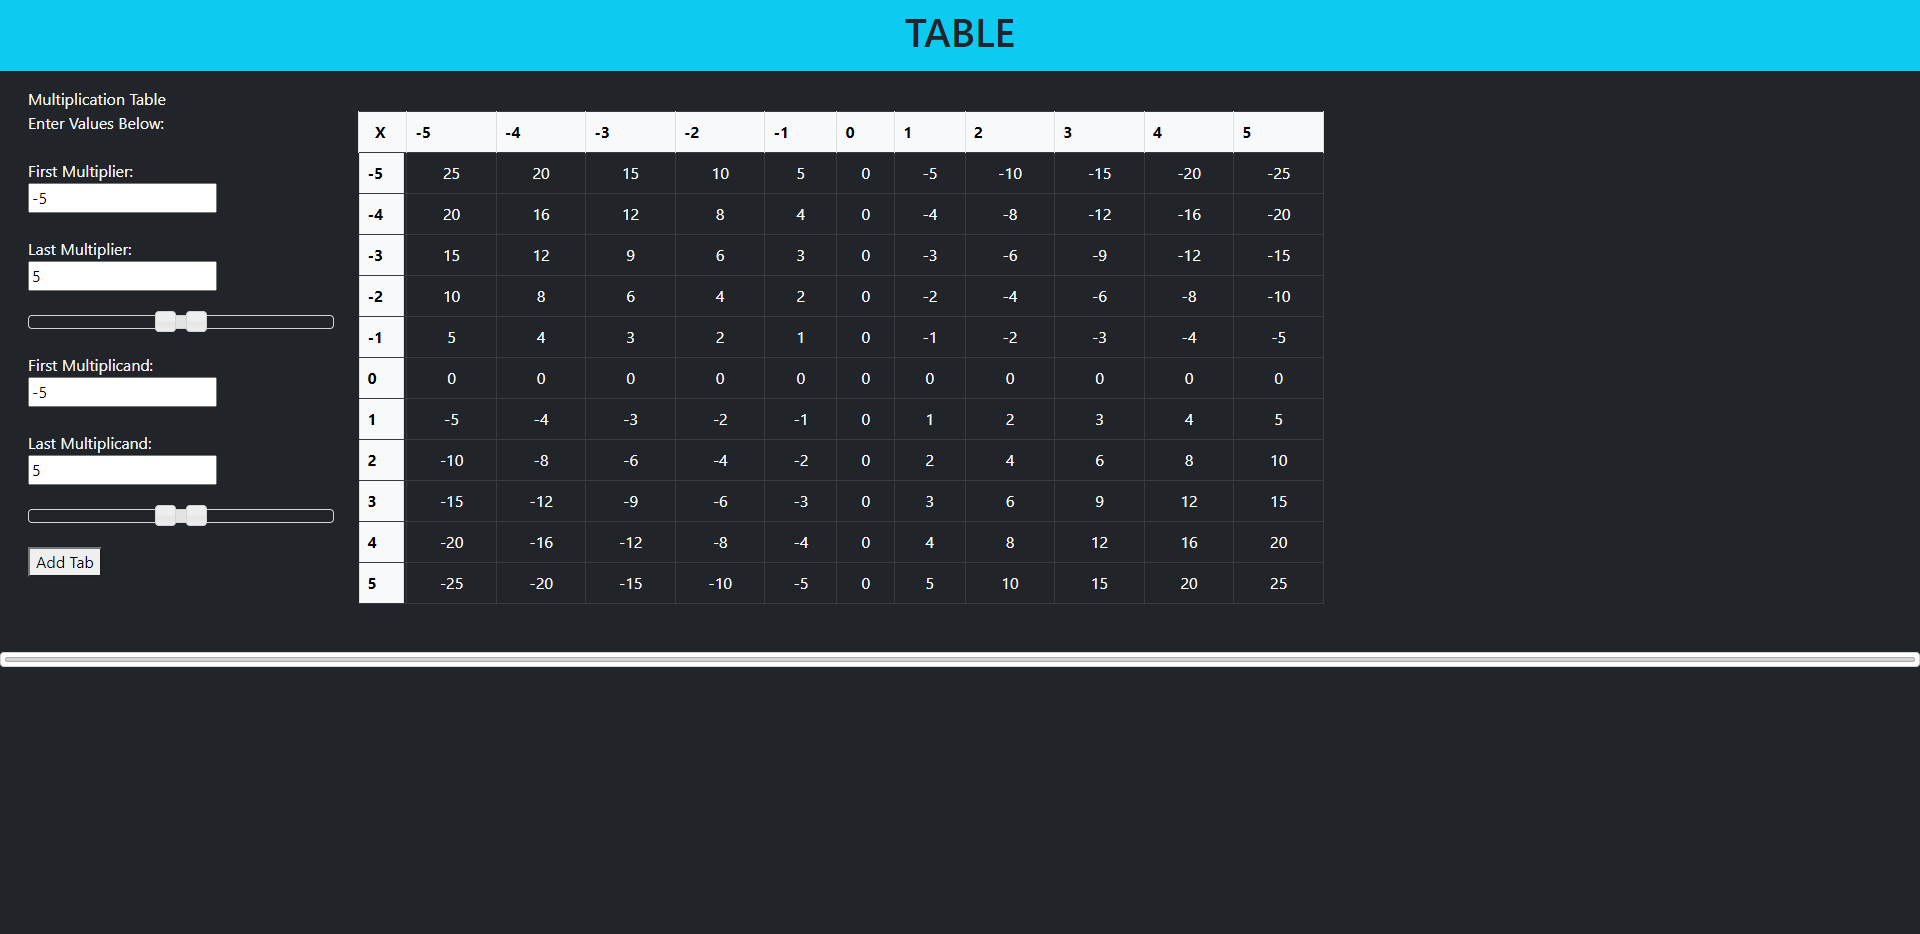 TABLE
Multiplication Table
Enter Values Below:
First Multiplier:
-5
Last Multiplier:
5
First Multiplicand:
-5
Last Multiplicand:
5
Add Tab
X -5 -4 -3 -2 -1 0 1 2 3 4 5
-5 25 20 15 10 5 0 -5 -10 -15 -20 -25
-4 20 16 12 8 4 0 -4 -8 -12 -16 -20
-3 15 12 9 6 3 0 -3 -6 -9 -12 -15
-2 10 8 6 4 2 0 -2 -4 -6 -8 -10
-1 5 4 3 2 1 0 -1 -2 -3 -4 -5
0 0 0 0 0 0 0 0 0 0 0 0
1 -5 -4 -3 -2 -1 0 1 2 3 4 5
2 -10 -8 -6 -4 -2 0 2 4 6 8 10
3 -15 -12 -9 -6 -3 0 3 6 9 12 15
4 -20 -16 -12 -8 -4 0 4 8 12 16 20
5 -25 -20 -15 -10 -5 0 5 10 15 20 25